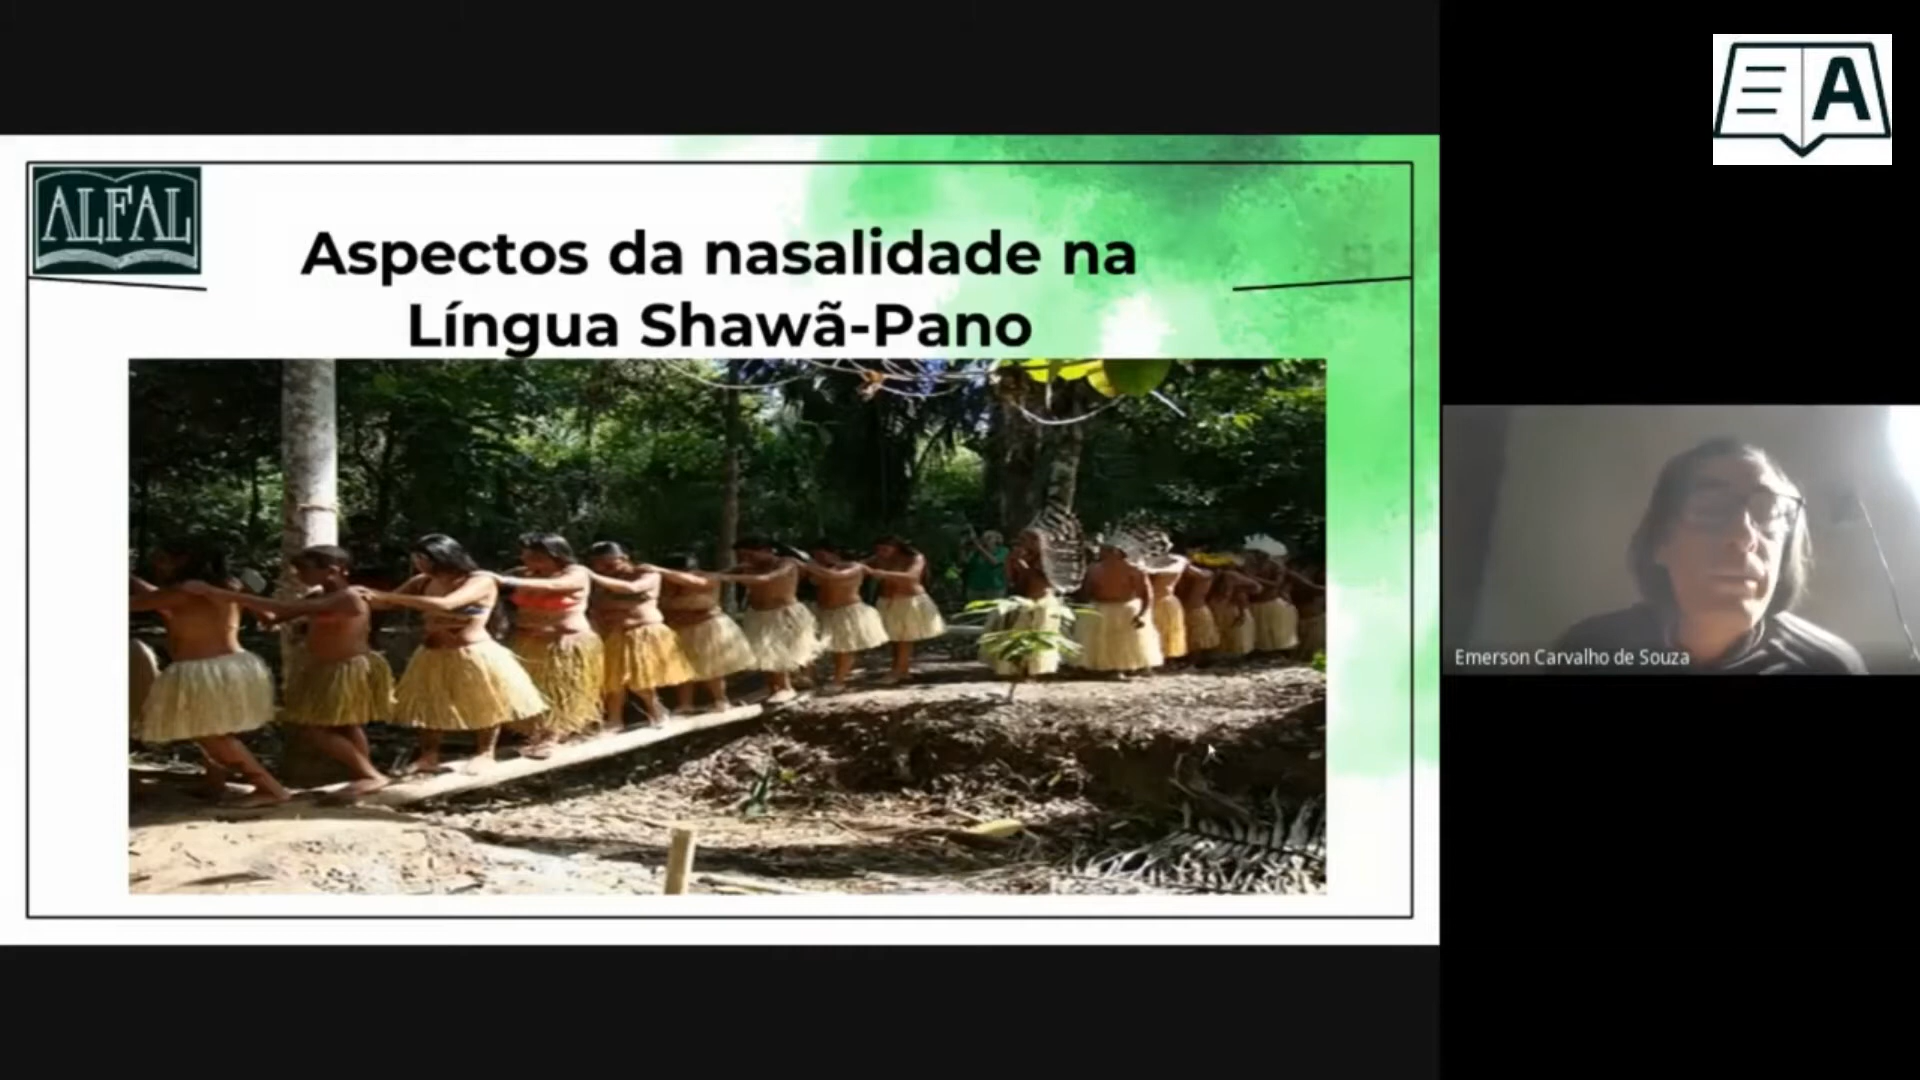 ALFAL
Aspectos da nasalidade na
Língua Shawã-Pano
A
Emerson Carvalho de Souza